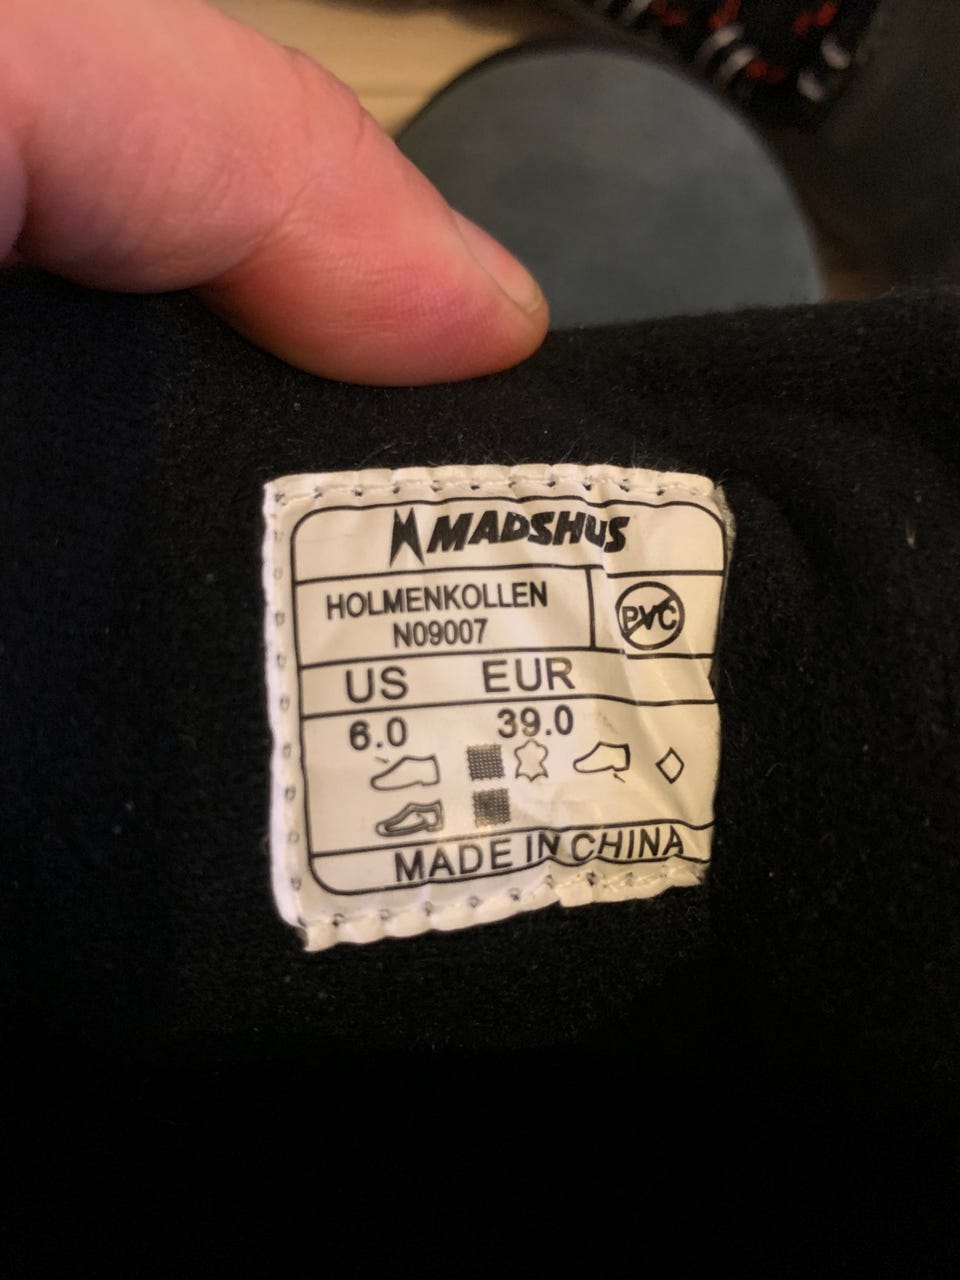 MADSHUS
HOLMENKOLLEN
N09007
PVC
US EUR
6.0 39.0
MADE IN CHINA